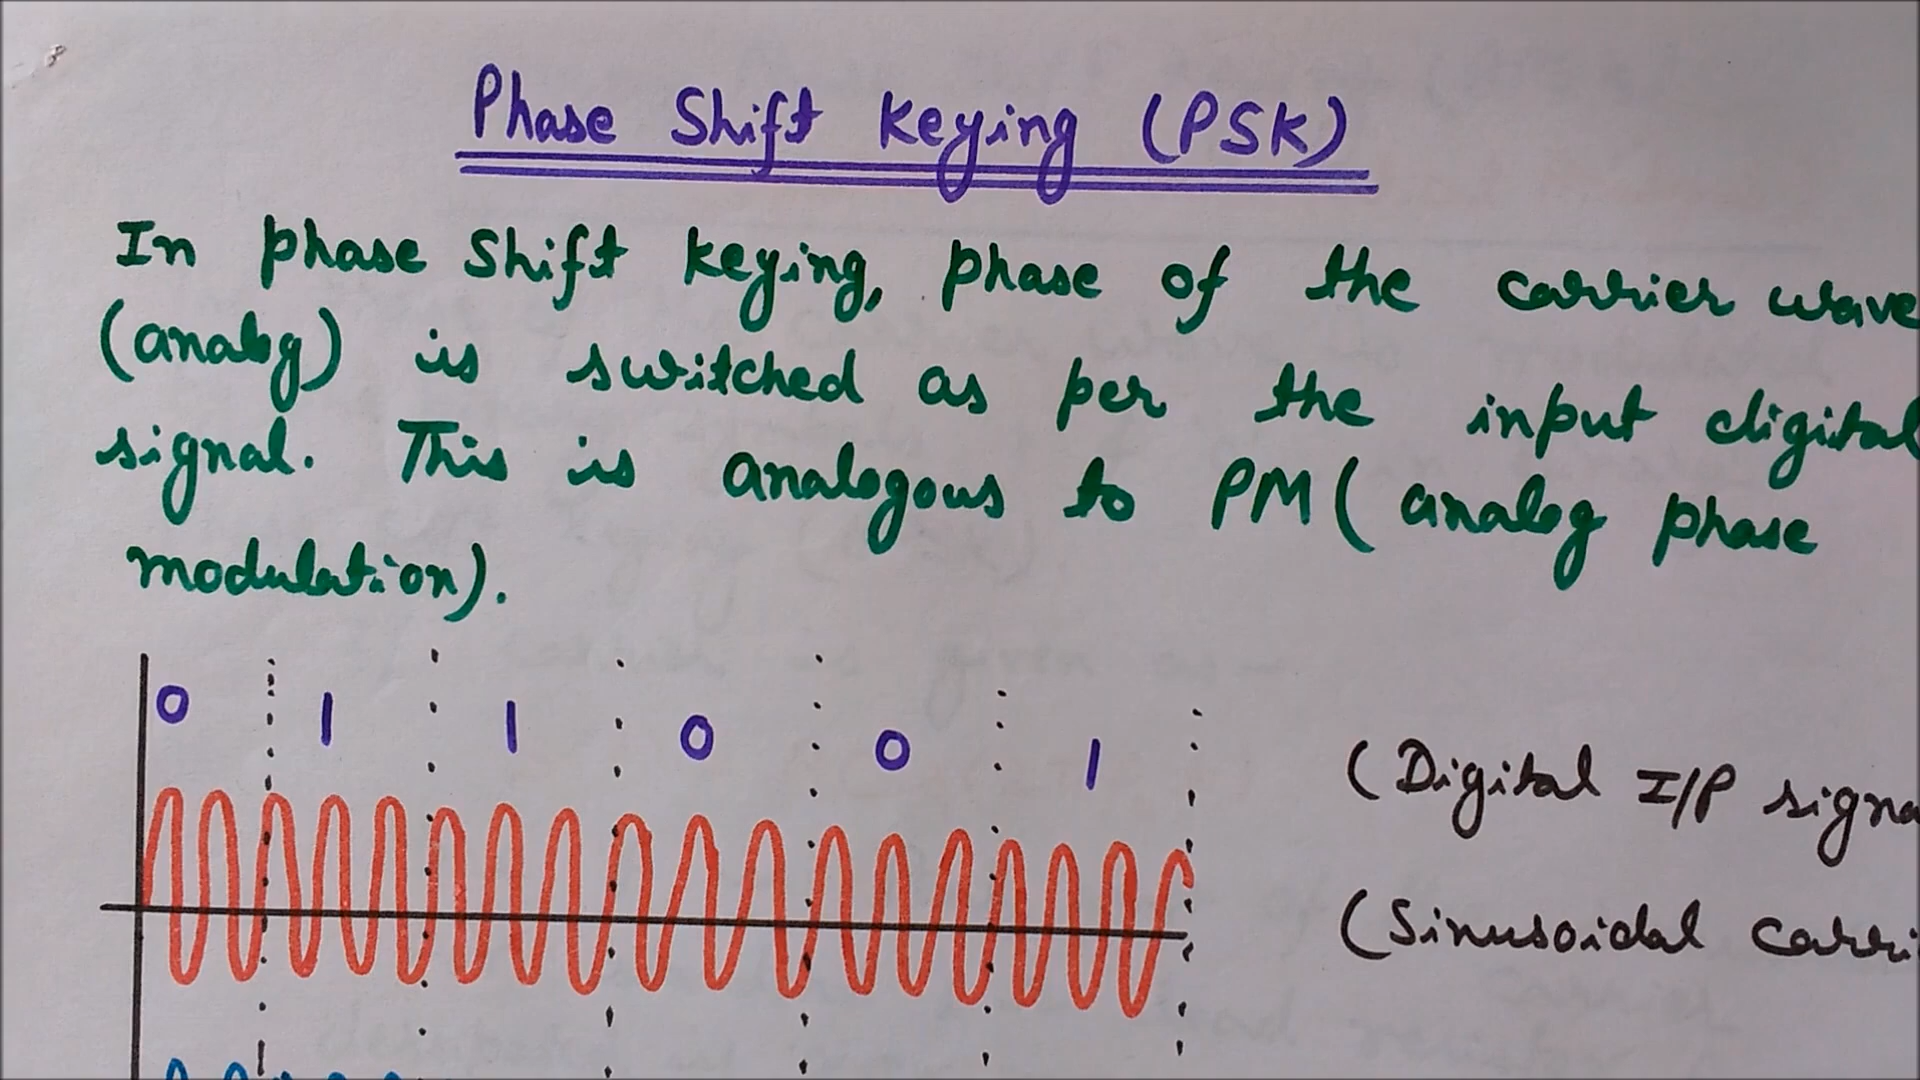 Phase Shift Keying (PSK)
In phase shift keying, phase of the carrier wave
(analog) is switched as per the input digital
signal. This is analogous to PM (analog phase
modulation).
0 1 1 0 0 1
(Digital I/P signa
(Sinusoidal carri